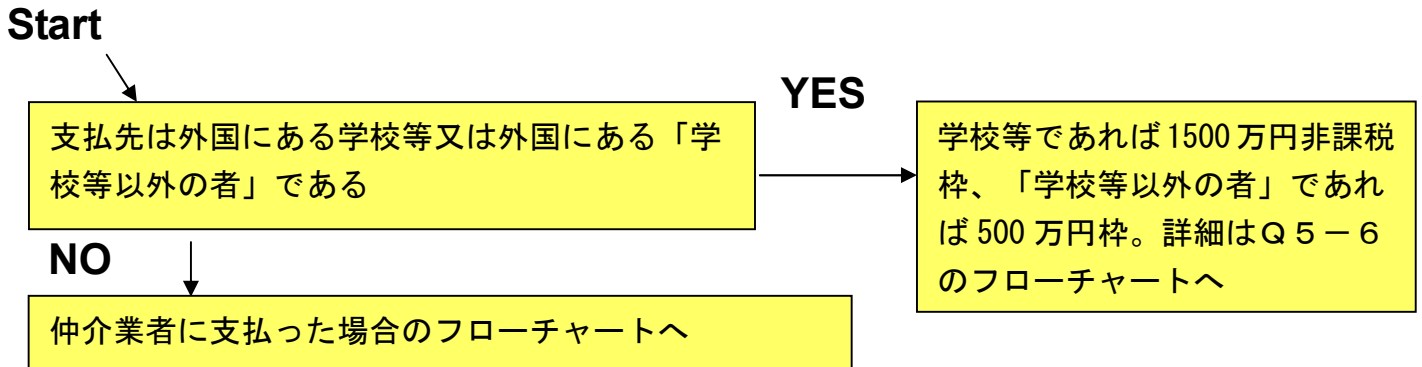 Start
支払先は外国にある学校等又は外国にある「学
校等以外の者」である
YES
学校等であれば1500万円非課税
枠、「学校等以外の者」であれ
ば500万円枠。詳細はQ5-6
のフローチャートへ
NO
仲介業者に支払った場合のフローチャートへ